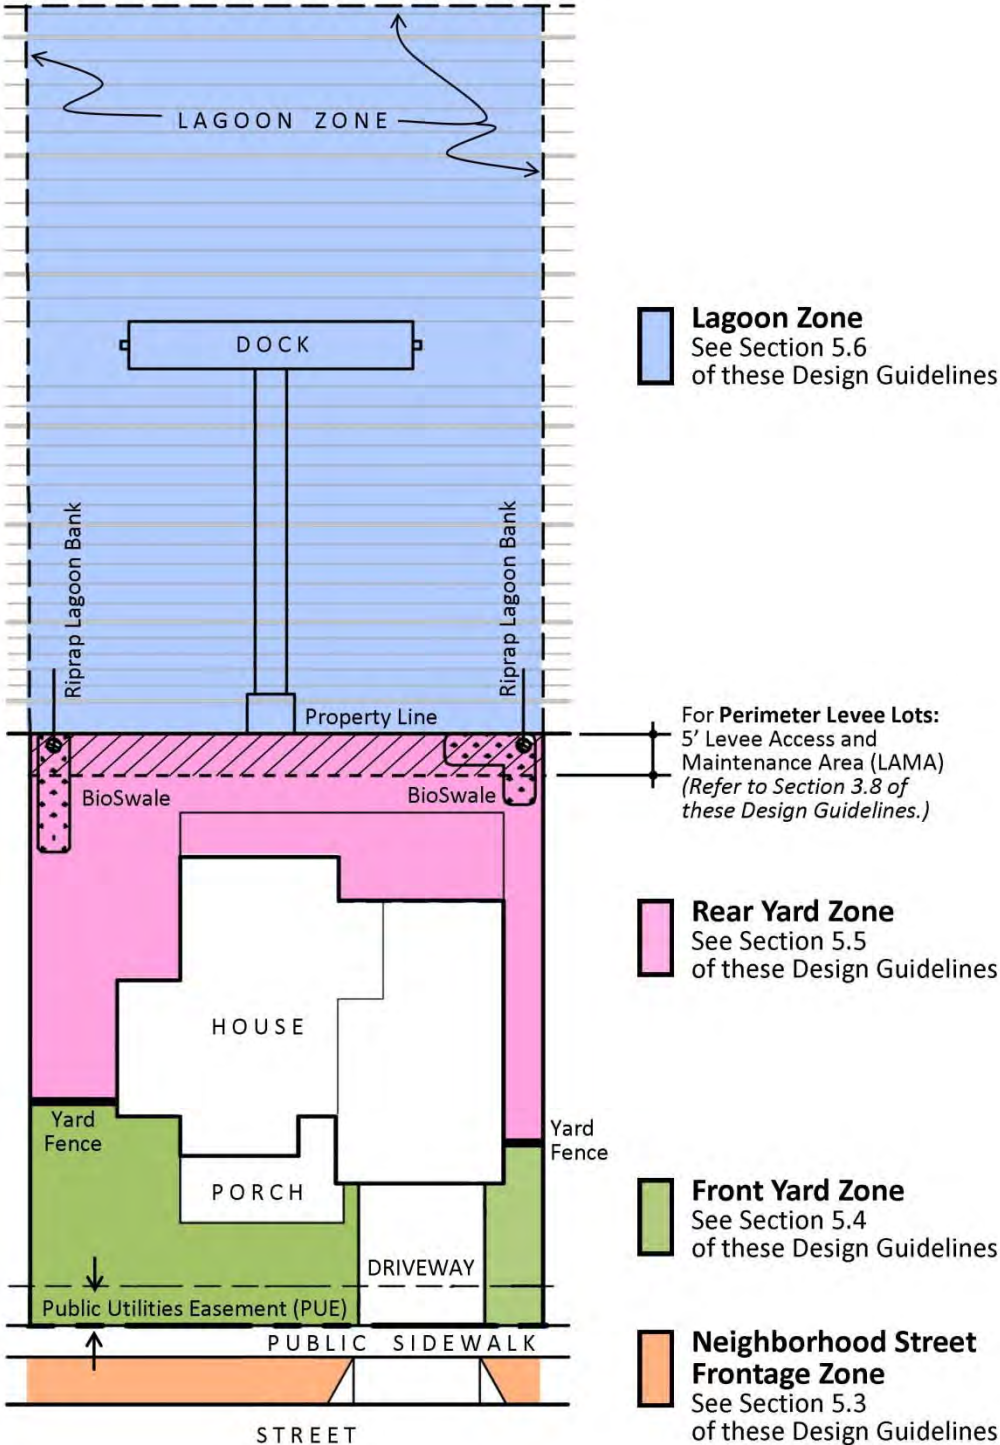 LAGOON ZONE
DOCK
Lagoon Zone
See Section 5.6
of these Design Guidelines
Riprap Lagoon Bank
Riprap Lagoon Bank
Property Line
For Perimeter Levee Lots:
5' Levee Access and
Maintenance Area (LAMA)
(Refer to Section 3.8 of
these Design Guidelines.)
BioSwale
BioSwale
Rear Yard Zone
See Section 5.5
of these Design Guidelines
HOUSE
Yard
Fence
Yard
Fence
PORCH
Front Yard Zone
See Section 5.4
of these Design Guidelines
DRIVEWAY
Public Utilities Easement (PUE)
PUBLIC SIDEWALK
Neighborhood Street
Frontage Zone
See Section 5.3
of these Design Guidelines
STREET